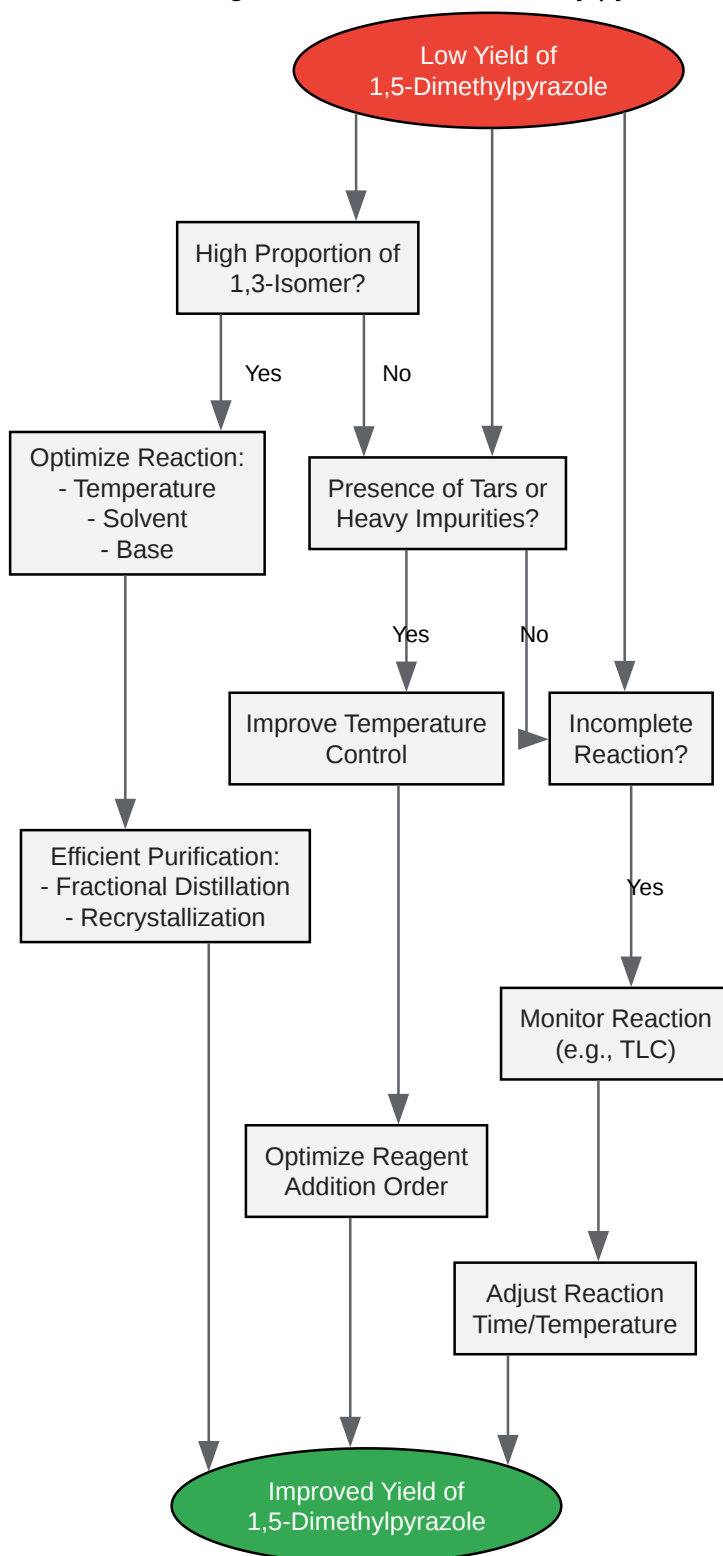 Low Yield of
1,5-Dimethylpyrazole
High Proportion of
1,3-Isomer?
Yes
No
Optimize Reaction:
- Temperature
- Solvent
- Base
Presence of Tars or
Heavy Impurities?
Yes
No
Improve Temperature
Control
Incomplete
Reaction?
Efficient Purification:
- Fractional Distillation
- Recrystallization
Yes
Monitor Reaction
(e.g., TLC)
Optimize Reagent
Addition Order
Adjust Reaction
Time/Temperature
Improved Yield of
1,5-Dimethylpyrazole